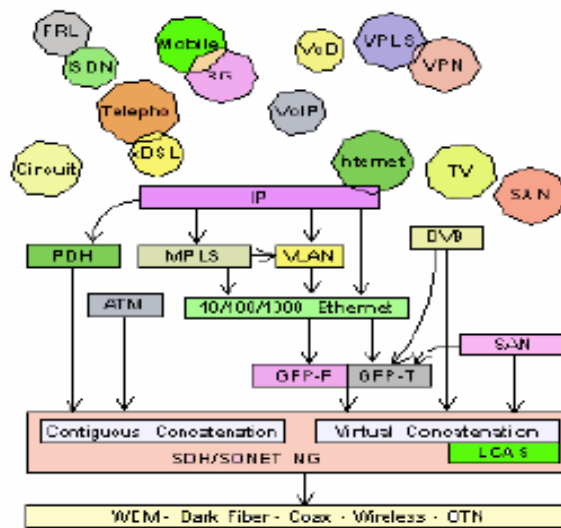 FRL
ISDN
Mobile
3G
VoD
VPLS
VPN
Telepho
xDSL
VoIP
Circuit
Internet
TV
SAN
IP
PDH
MPLS
VLAN
DVB
ATM
10/100/1000 Ethernet
SAN
GFP-F
GFP-T
Contiguous Concatenation
Virtual Concatenation
LCAS
SDH/SONET NG
WDM - Dark Fiber - Coax - Wireless - OTN